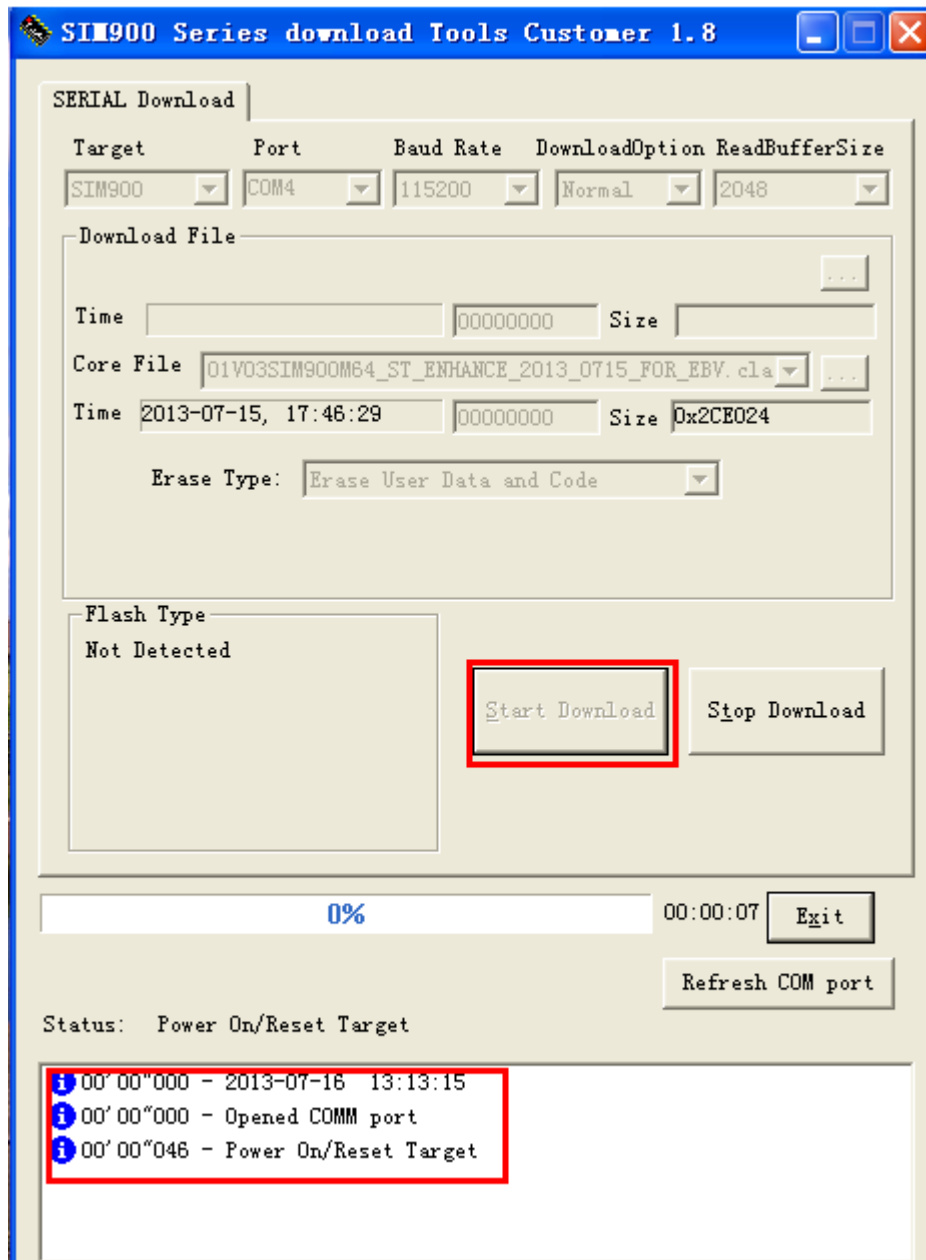 SIM900 Series download Tools Customer 1.8
SERIAL Download
Target Port Baud Rate DownloadOption ReadBufferSize
SIM900 COM4 115200 Normal 2048
Download File
...
Time 00000000 Size
Core File 01V03SIM900M64_ST_ENHANCE_2013_0715_FOR_EBV.cla ...
Time 2013-07-15, 17:46:29 00000000 Size 0x2CE024
Erase Type: Erase User Data and Code
Flash Type
Not Detected
Start Download Stop Download
0% 00:00:07 Exit
Refresh COM port
Status: Power On/Reset Target
00'00"000 - 2013-07-16 13:13:15
00'00"000 - Opened COMM port
00'00"046 - Power On/Reset Target